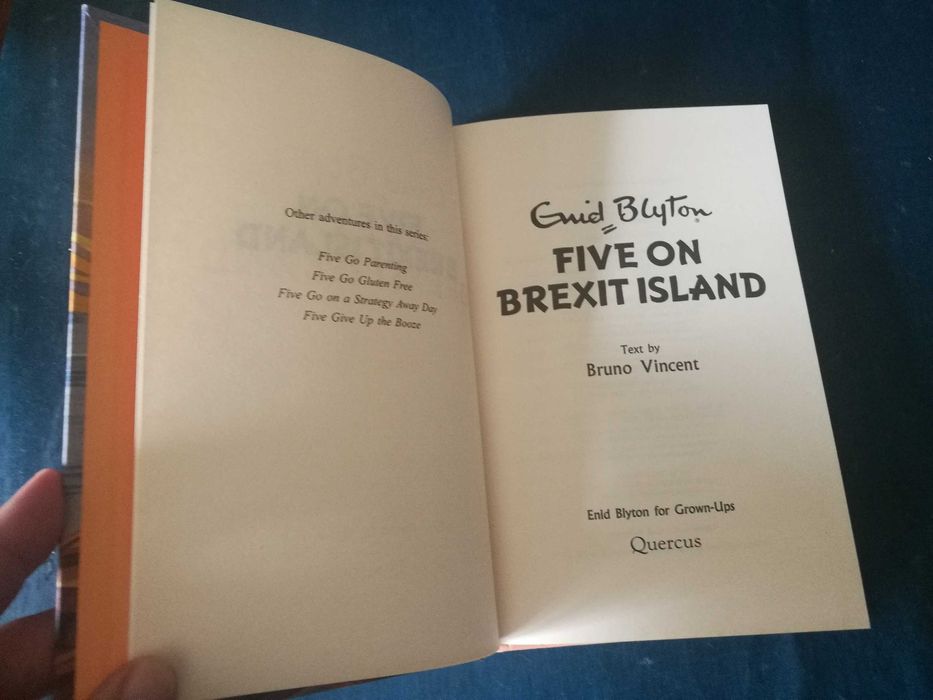 Other adventures in this series:
Five Go Parenting
Five Go Gluten Free
Five Go on a Strategy Away Day
Five Give Up the Booze
Enid Blyton
FIVE ON
BREXIT ISLAND
Text by
Bruno Vincent
Enid Blyton for Grown-Ups
Quercus